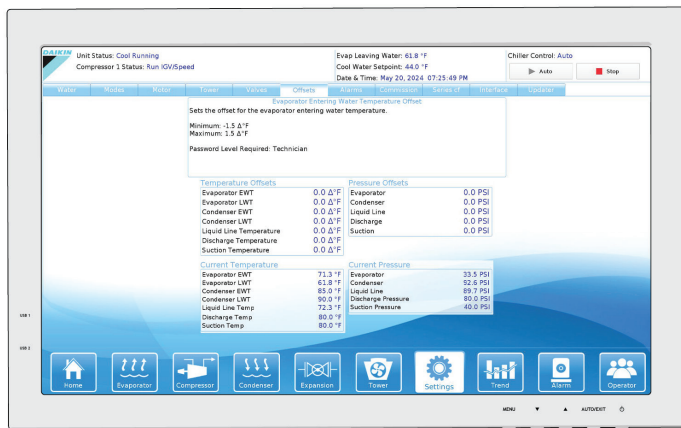 DAIKIN
Unit Status: Cool Running
Compressor 1 Status: Run IGV/Speed
Evap Leaving Water: 61.8 °F
Cool Water Setpoint: 44.0 °F
Date & Time: May 20, 2024 07:25:49 PM
Chiller Control: Auto
Auto Stop
Water Modes Motor Tower Valves Offsets Alarms Commission Series cf Interface Updater
Evaporator Entering Water Temperature Offset
Sets the offset for the evaporator entering water temperature.
Minimum: -1.5 Δ°F
Maximum: 1.5 Δ°F
Password Level Required: Technician
Temperature Offsets
Evaporator EWT 0.0 Δ°F
Evaporator LWT 0.0 Δ°F
Condenser EWT 0.0 Δ°F
Condenser LWT 0.0 Δ°F
Liquid Line Temperature 0.0 Δ°F
Discharge Temperature 0.0 Δ°F
Suction Temperature 0.0 Δ°F
Pressure Offsets
Evaporator 0.0 PSI
Condenser 0.0 PSI
Liquid Line 0.0 PSI
Discharge 0.0 PSI
Suction 0.0 PSI
Current Temperature
Evaporator EWT 71.3 °F
Evaporator LWT 61.8 °F
Condenser EWT 85.0 °F
Condenser LWT 90.0 °F
Liquid Line Temp 72.3 °F
Discharge Temp 80.0 °F
Suction Temp 80.0 °F
Current Pressure
Evaporator 33.5 PSI
Condenser 92.6 PSI
Liquid Line 89.7 PSI
Discharge Pressure 80.0 PSI
Suction Pressure 40.0 PSI
USB 1
USB 2
Home Evaporator Compressor Condenser Expansion Tower Settings Trend Alarm Operator
MENU ▼ ▲ AUTO/EXIT